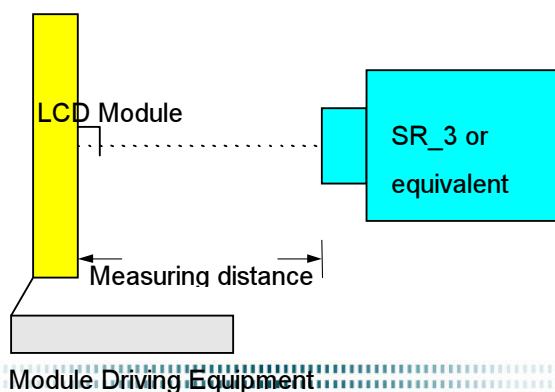 LCD Module
SR_3 or
equivalent
Measuring distance
Module Driving Equipment